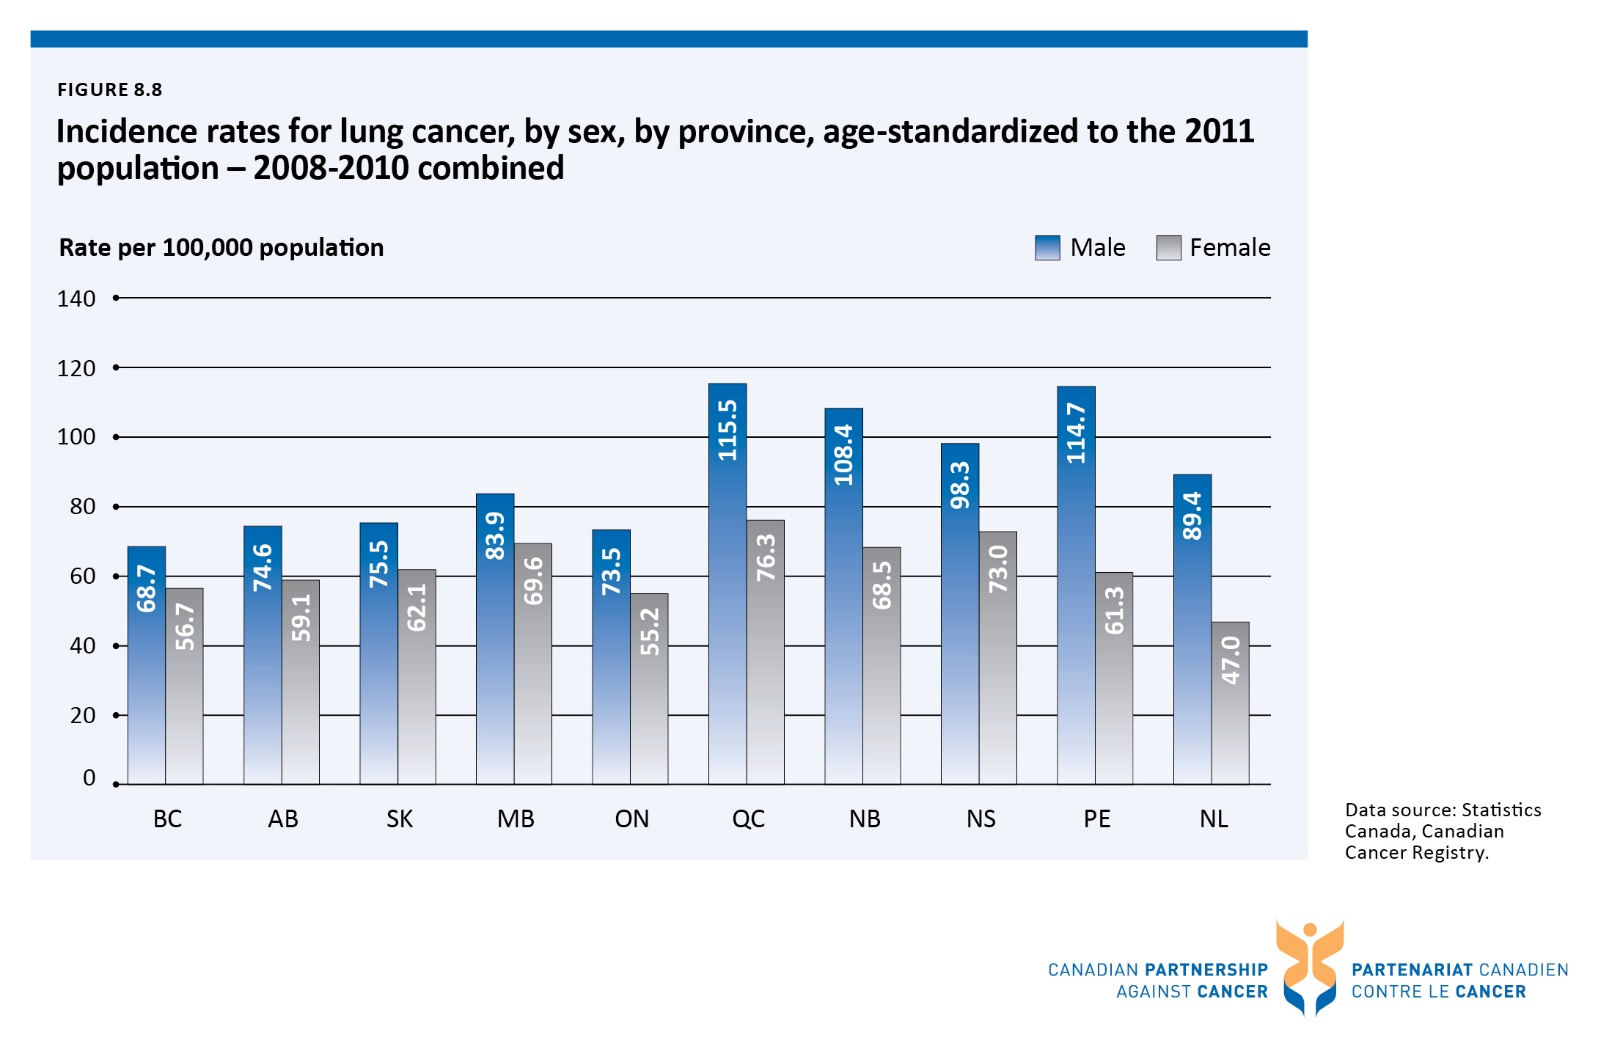 FIGURE 8.8
Incidence rates for lung cancer, by sex, by province, age-standardized to the 2011
population – 2008-2010 combined
Rate per 100,000 population
Male Female
140
120
100
80
60
40
20
0
68.7 56.7 74.6 59.1 75.5 62.1 83.9 69.6 73.5 55.2 115.5 76.3 108.4 68.5 98.3 73.0 114.7 61.3 89.4 47.0
BC AB SK MB ON QC NB NS PE NL
Data source: Statistics
Canada, Canadian
Cancer Registry.
CANADIAN PARTNERSHIP
AGAINST CANCER
PARTENARIAT CANADIEN
CONTRE LE CANCER